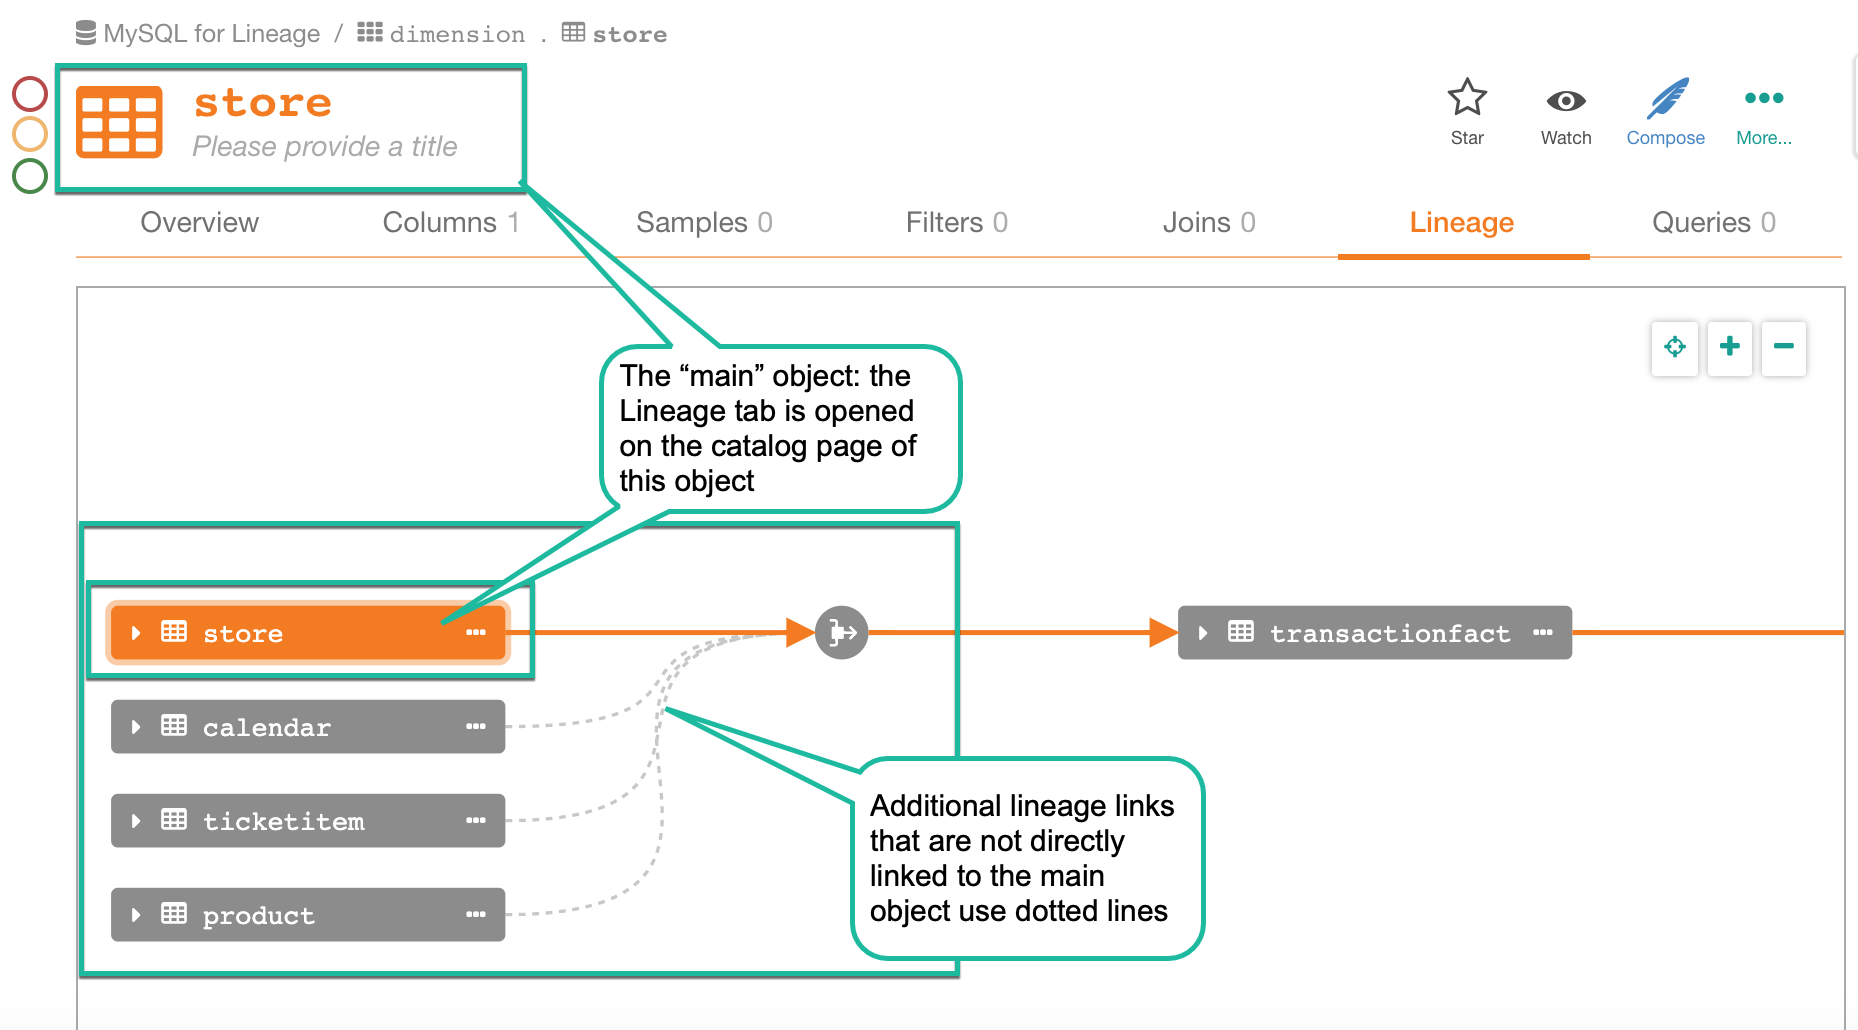 MySQL for Lineage / dimension . store
store
Please provide a title
Star
Watch
Compose
More...
Overview
Columns 1
Samples 0
Filters 0
Joins 0
Lineage
Queries 0
The “main” object: the
Lineage tab is opened
on the catalog page of
this object
store
transactionfact
calendar
ticketitem
product
Additional lineage links
that are not directly
linked to the main
object use dotted lines